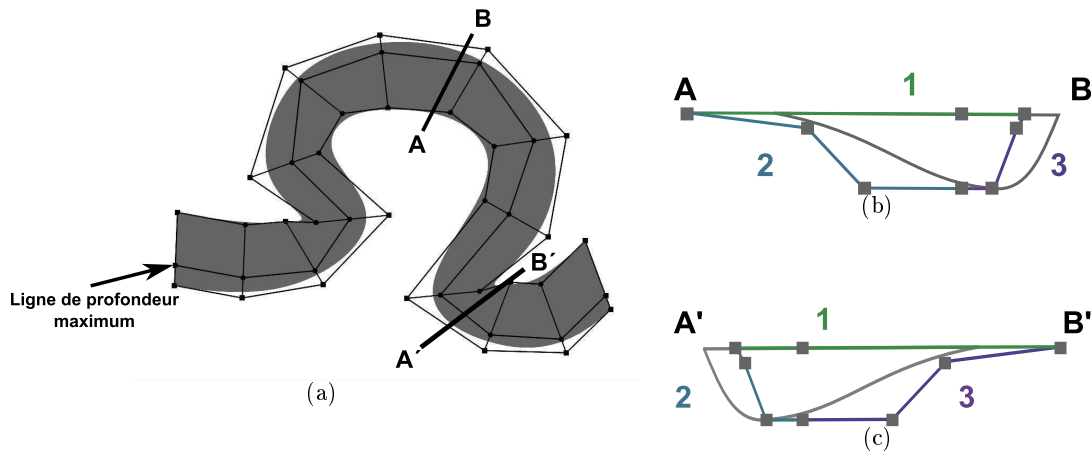 B
A
Ligne de profondeur
maximum
B´
A´
(a)
A
1
B
2
3
(b)
A'
1
B'
2
3
(c)